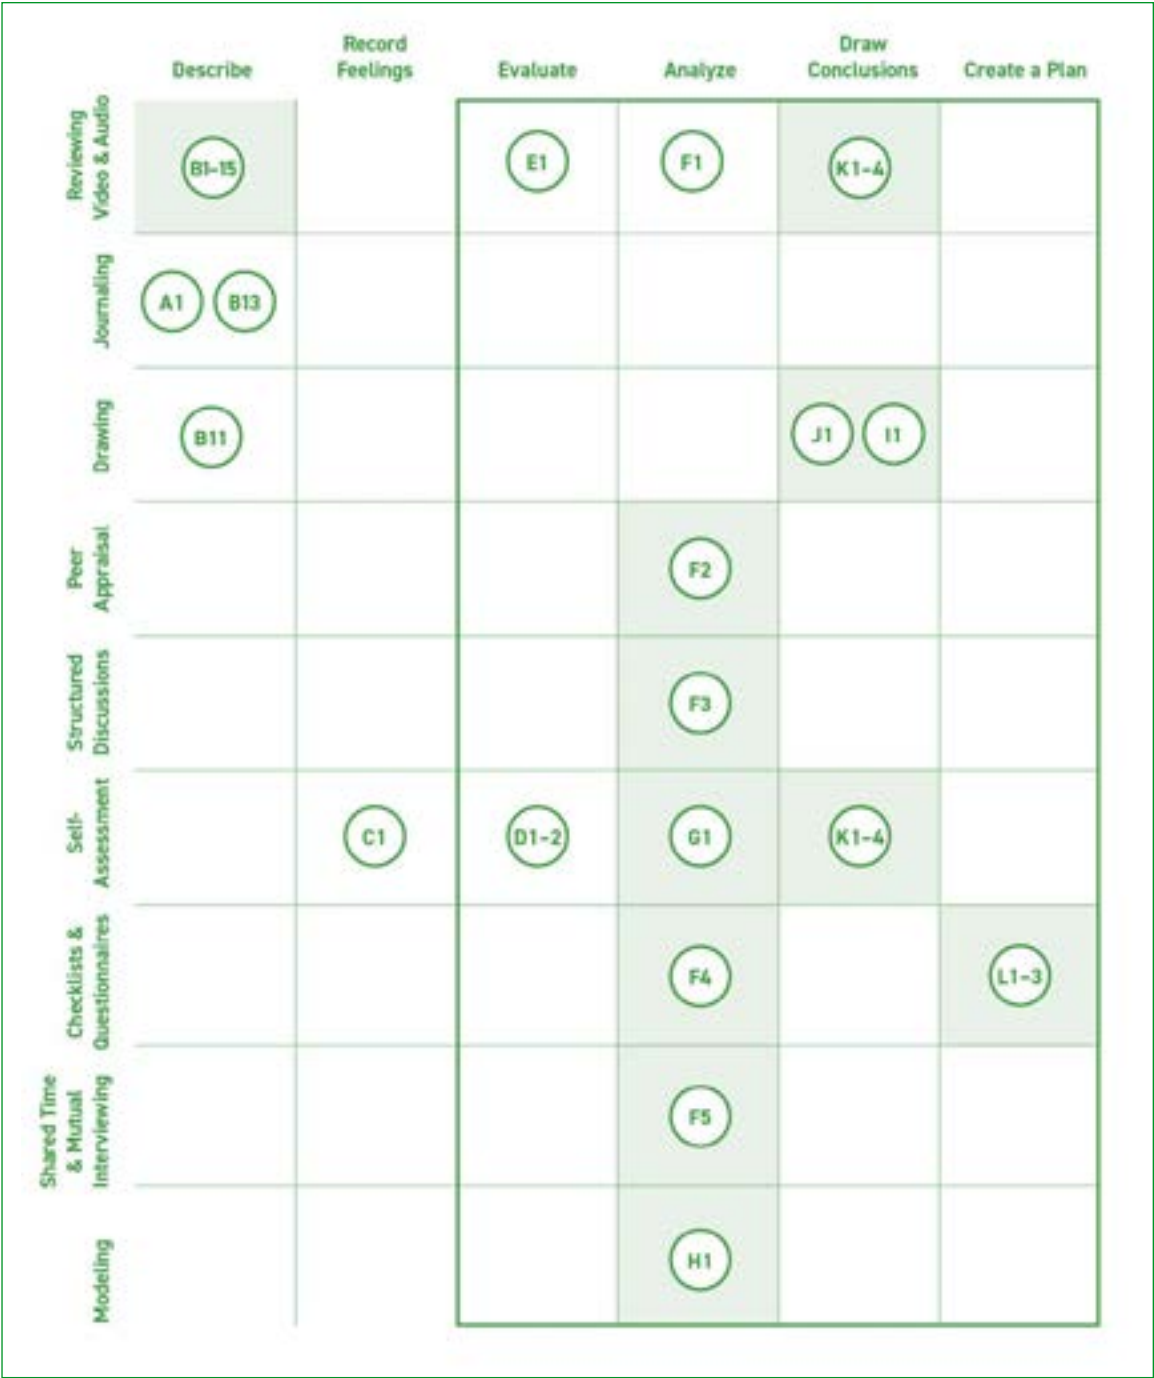 Describe
Record
Feelings
Evaluate
Analyze
Draw
Conclusions
Create a Plan
Reviewing
Video & Audio
B1-15
E1
F1
K1-4
Journaling
A1
B13
Drawing
B11
J1
I1
Peer
Appraisal
F2
Structured
Discussions
F3
Self-
Assessment
C1
D1-2
G1
K1-4
Checklists &
Questionnaires
F4
L1-3
Shared Time
& Mutual
Interviewing
F5
Modeling
H1